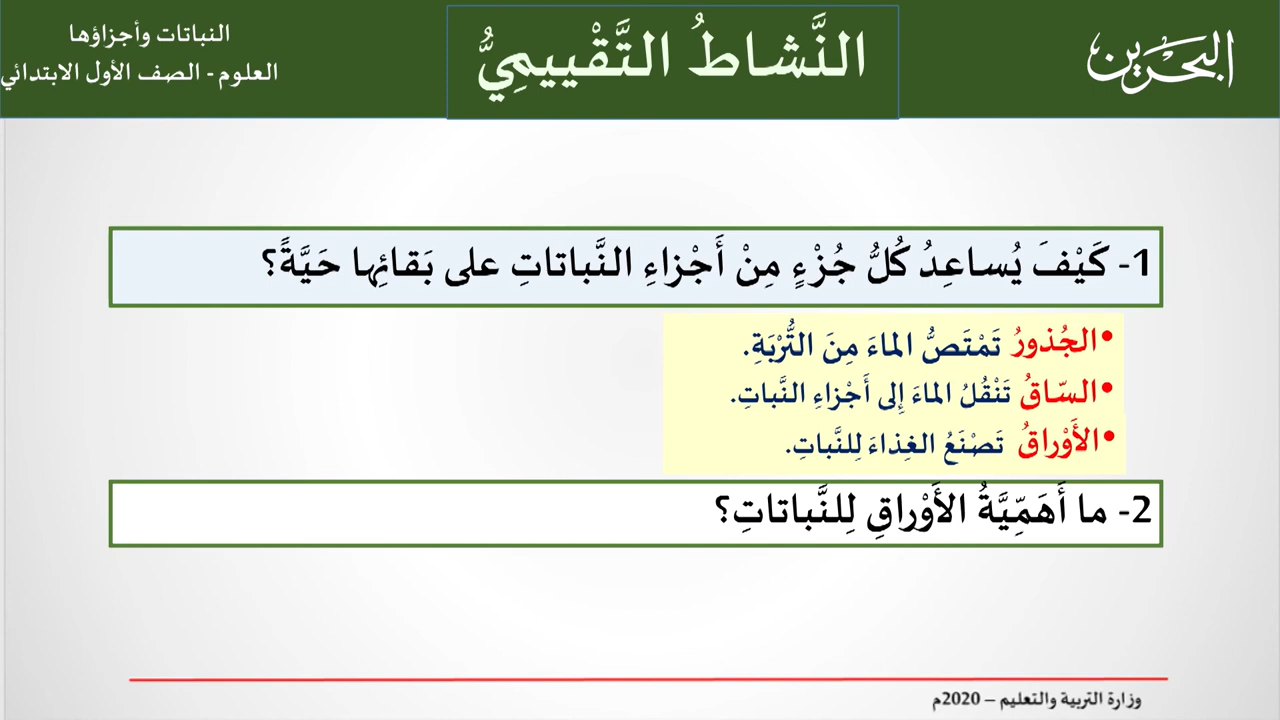 البحرين
النَّشاطُ التَّقْييمِيُّ
النباتات وأجزاؤها
العلوم - الصف الأول الابتدائي
1- كَيْفَ يُساعِدُ كُلُّ جُزْءٍ مِنْ أَجْزاءِ النَّباتاتِ على بَقائِها حَيَّةً؟
•الجُذورُ تَمْتَصُّ الماءَ مِنَ التُّرْبَةِ.
•السّاقُ تَنْقُلُ الماءَ إِلى أَجْزاءِ النَّباتِ.
•الأَوْراقُ تَصْنَعُ الغِذاءَ لِلنَّباتِ.
2- ما أَهَمِّيَّةُ الأَوْراقِ لِلنَّباتاتِ؟
وزارة التربية والتعليم – 2020م